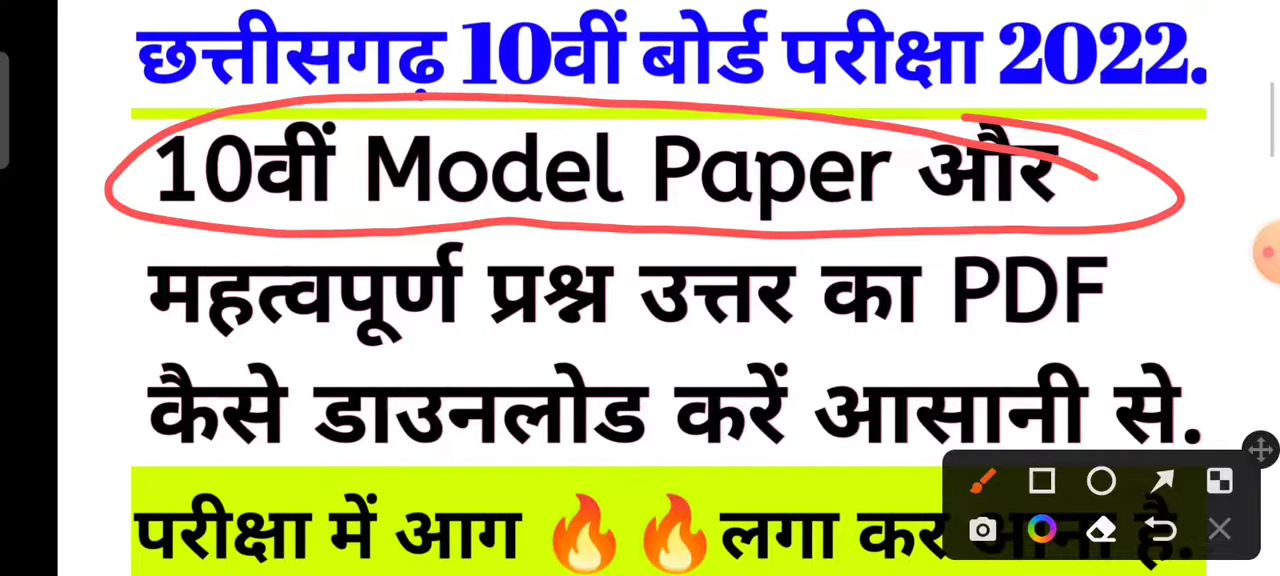 छत्तीसगढ़ 10वीं बोर्ड परीक्षा 2022.
10वीं Model Paper और
महत्वपूर्ण प्रश्न उत्तर का PDF
कैसे डाउनलोड करें आसानी से.
परीक्षा में आग 🔥🔥 लगा कर आना है.